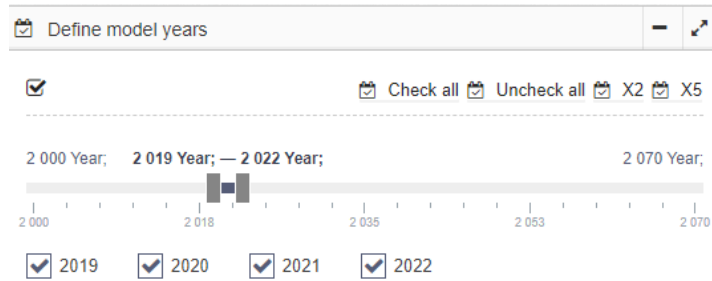 Define model years
Check all Uncheck all X2 X5
2 000 Year; 2 019 Year; — 2 022 Year; 2 070 Year;
2 000 2 018 2 035 2 053 2 070
2019 2020 2021 2022